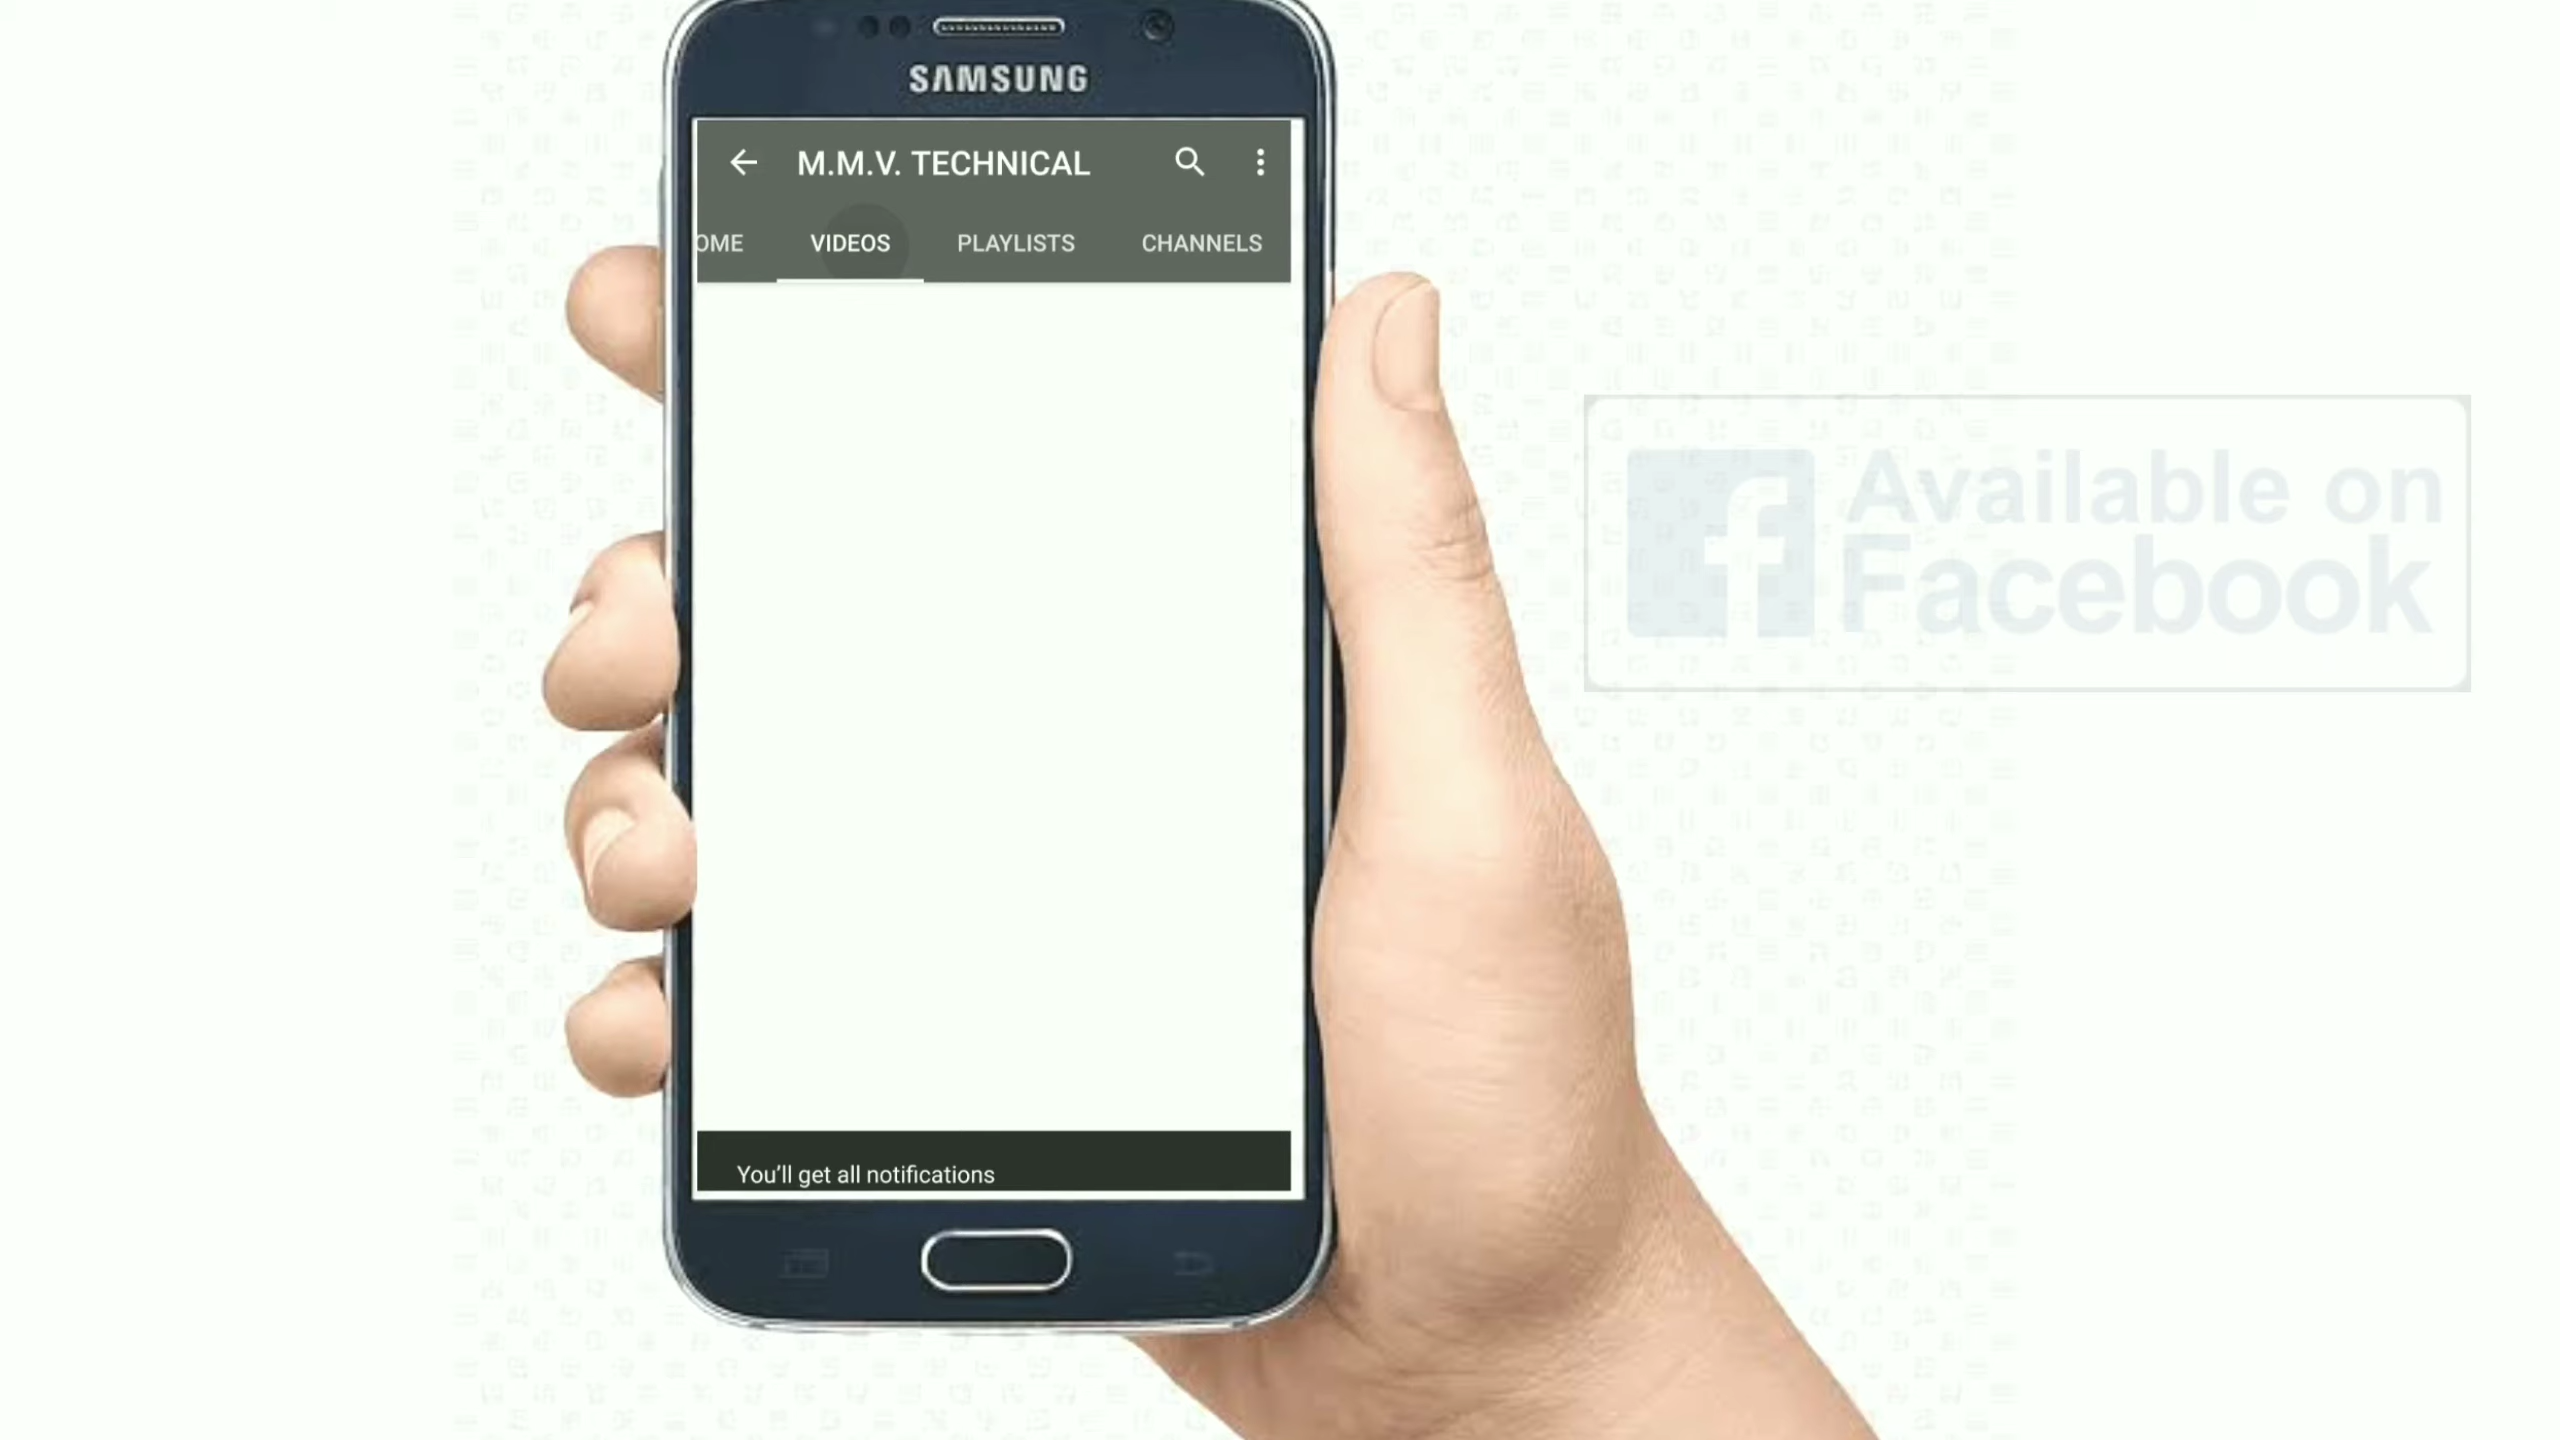 SAMSUNG
M.M.V. TECHNICAL
OME VIDEOS PLAYLISTS CHANNELS
You'll get all notifications
Available on
Facebook